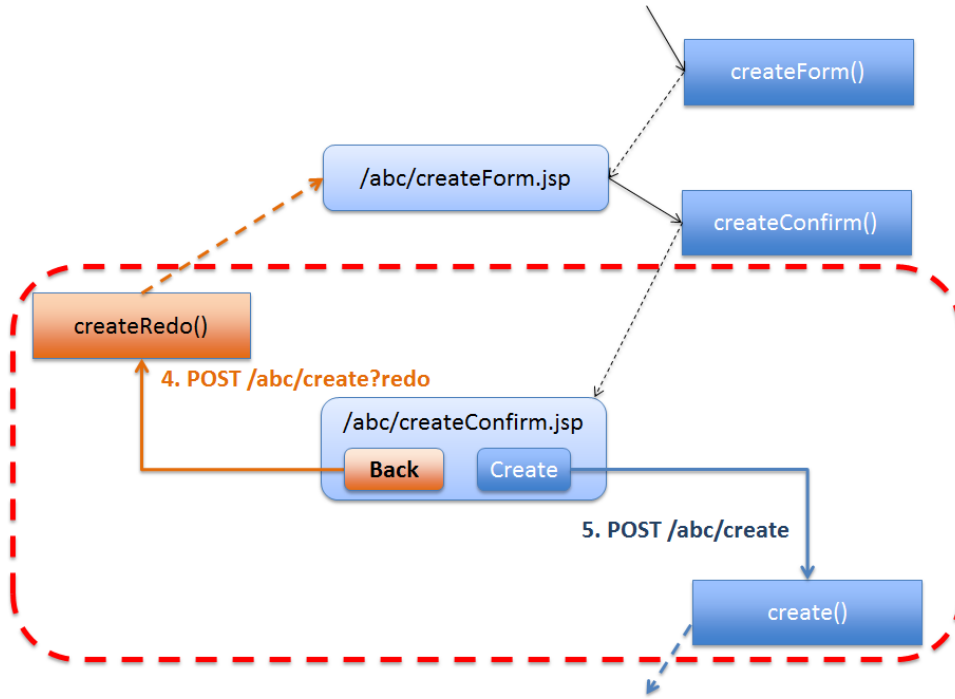 createForm()
/abc/createForm.jsp
createConfirm()
createRedo()
4. POST /abc/create?redo
/abc/createConfirm.jsp
Back
Create
5. POST /abc/create
create()